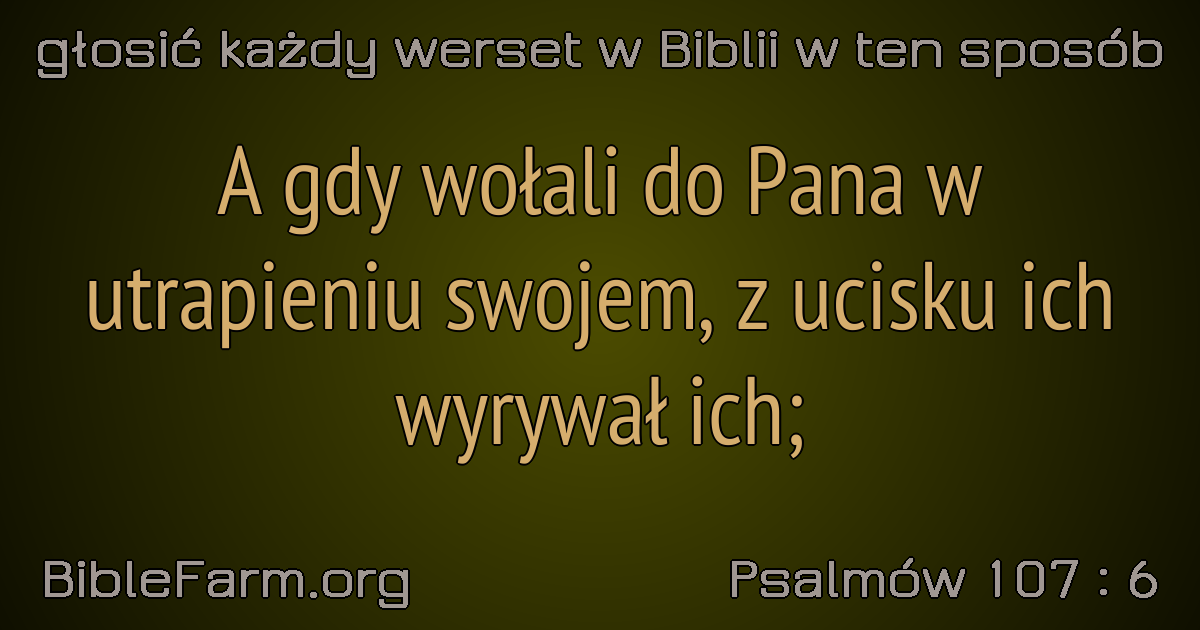 głosić każdy werset w Biblii w ten sposób
A gdy wołali do Pana w
utrapieniu swojem, z ucisku ich
wyrywał ich;
BibleFarm.org
Psalmów 107 : 6